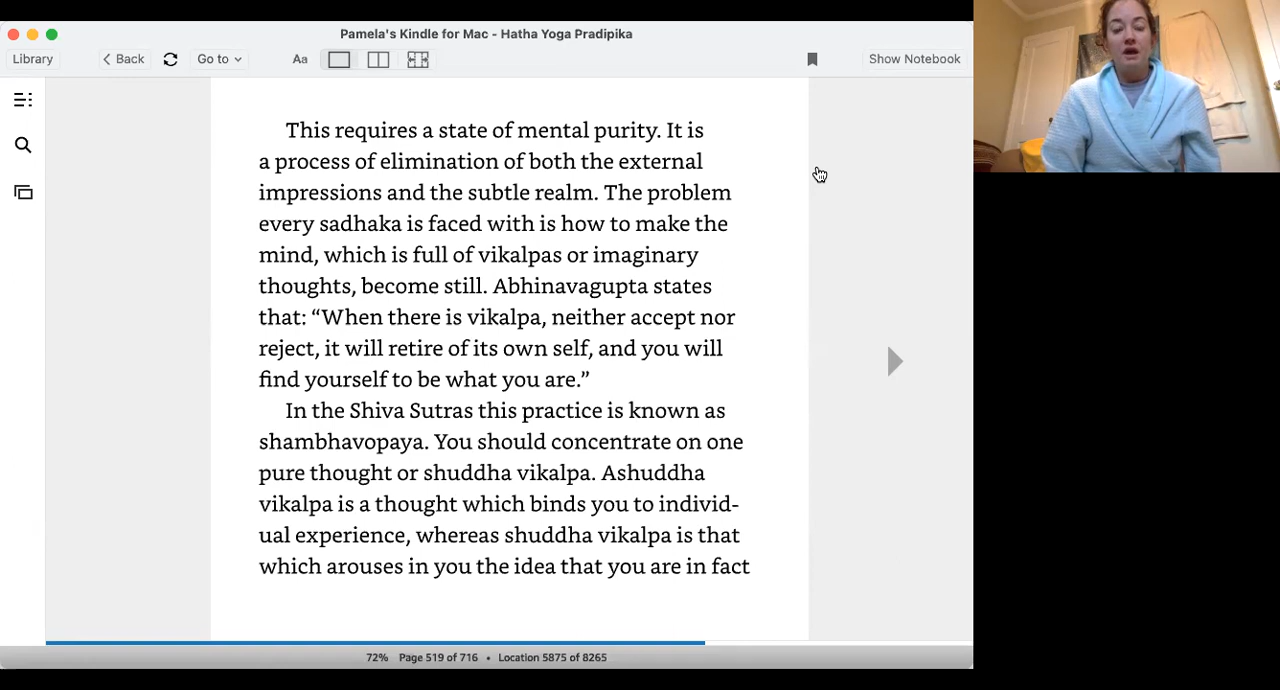 Pamela's Kindle for Mac - Hatha Yoga Pradipika
Library
Back
Go to
Aa
Show Notebook
This requires a state of mental purity. It is
a process of elimination of both the external
impressions and the subtle realm. The problem
every sadhaka is faced with is how to make the
mind, which is full of vikalpas or imaginary
thoughts, become still. Abhinavagupta states
that: “When there is vikalpa, neither accept nor
reject, it will retire of its own self, and you will
find yourself to be what you are.”
In the Shiva Sutras this practice is known as
shambhavopaya. You should concentrate on one
pure thought or shuddha vikalpa. Ashuddha
vikalpa is a thought which binds you to individ-
ual experience, whereas shuddha vikalpa is that
which arouses in you the idea that you are in fact
72% Page 519 of 716 • Location 5875 of 8265